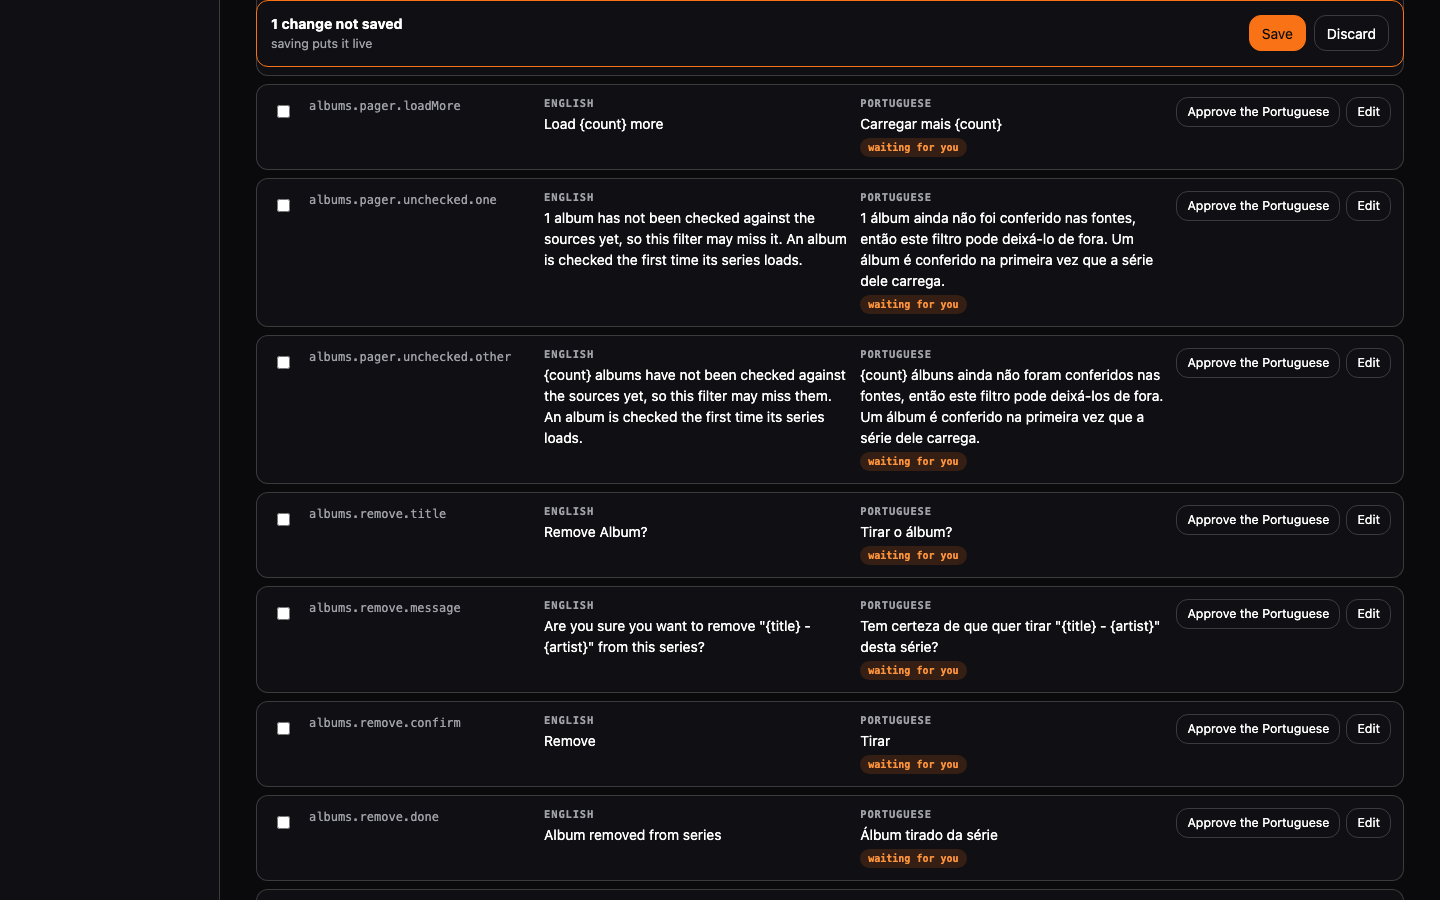 1 change not saved
saving puts it live
Save
Discard
albums.pager.loadMore
ENGLISH
Load {count} more
PORTUGUESE
Carregar mais {count}
waiting for you
Approve the Portuguese
Edit
albums.pager.unchecked.one
ENGLISH
1 album has not been checked against the
sources yet, so this filter may miss it. An album
is checked the first time its series loads.
PORTUGUESE
1 álbum ainda não foi conferido nas fontes,
então este filtro pode deixá-lo de fora. Um
álbum é conferido na primeira vez que a série
dele carrega.
waiting for you
Approve the Portuguese
Edit
albums.pager.unchecked.other
ENGLISH
{count} albums have not been checked against
the sources yet, so this filter may miss them.
An album is checked the first time its series
loads.
PORTUGUESE
{count} álbuns ainda não foram conferidos nas
fontes, então este filtro pode deixá-los de fora.
Um álbum é conferido na primeira vez que a
série dele carrega.
waiting for you
Approve the Portuguese
Edit
albums.remove.title
ENGLISH
Remove Album?
PORTUGUESE
Tirar o álbum?
waiting for you
Approve the Portuguese
Edit
albums.remove.message
ENGLISH
Are you sure you want to remove "{title} -
{artist}" from this series?
PORTUGUESE
Tem certeza de que quer tirar "{title} - {artist}"
desta série?
waiting for you
Approve the Portuguese
Edit
albums.remove.confirm
ENGLISH
Remove
PORTUGUESE
Tirar
waiting for you
Approve the Portuguese
Edit
albums.remove.done
ENGLISH
Album removed from series
PORTUGUESE
Álbum tirado da série
waiting for you
Approve the Portuguese
Edit